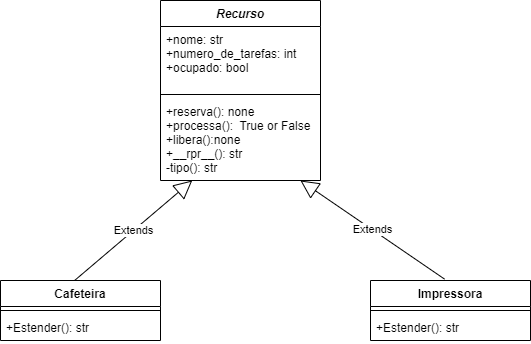 Recurso
+nome: str
+numero_de_tarefas: int
+ocupado: bool
+reserva(): none
+processa():  True or False
+libera():none
+__rpr__(): str
-tipo(): str
Extends
Extends
Cafeteira
+Estender(): str
Impressora
+Estender(): str